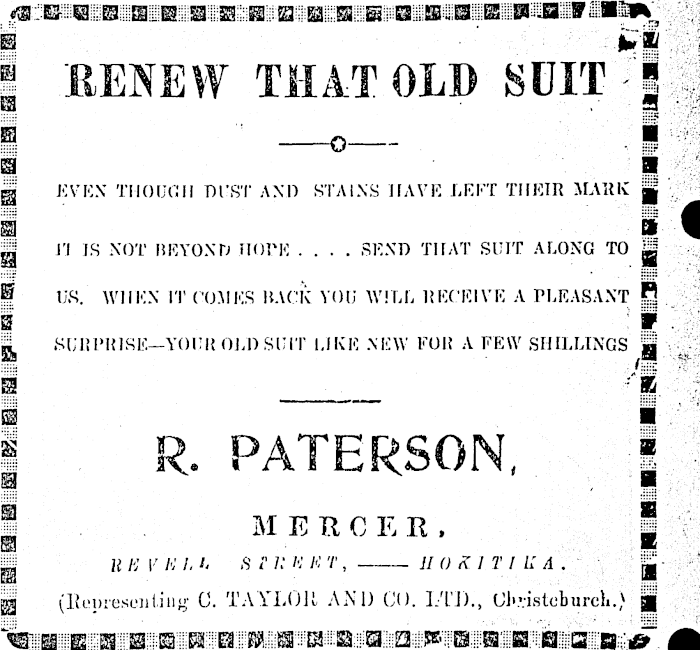 RENEW THAT OLD SUIT
EVEN THOUGH DUST AND STAINS HAVE LEFT THEIR MARK
IT IS NOT BEYOND HOPE . . . . SEND THAT SUIT ALONG TO
US. WHEN IT COMES BACK YOU WILL RECEIVE A PLEASANT
SURPRISE—YOUR OLD SUIT LIKE NEW FOR A FEW SHILLINGS
R. PATERSON,
MERCER.
REVELL STREET, —— HOKITIKA.
(Representing C. TAYLOR AND CO. LTD., Christchurch.)